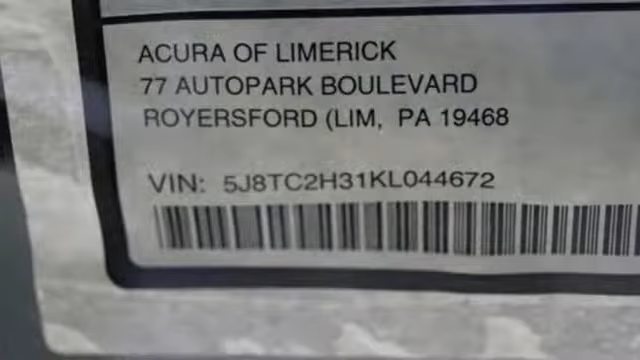 ACURA OF LIMERICK
77 AUTOPARK BOULEVARD
ROYERSFORD (LIM, PA 19468
VIN: 5J8TC2H31KL044672